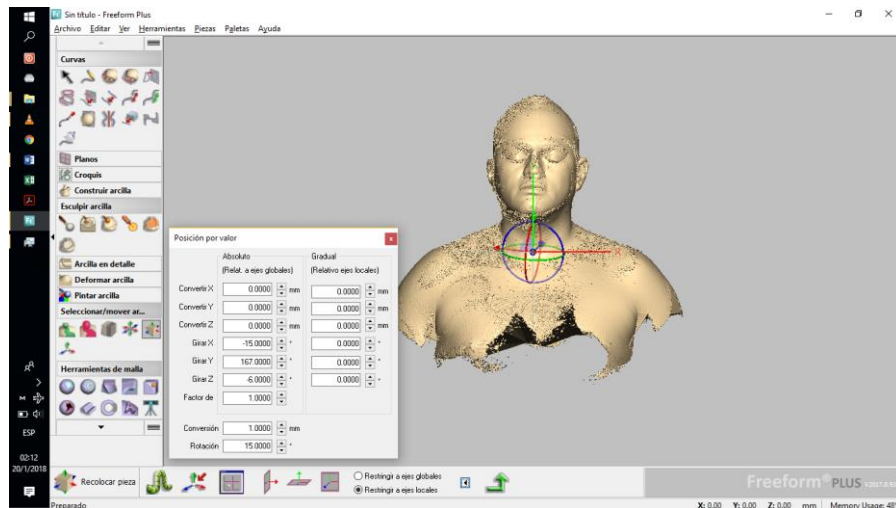 Sin título - Freeform Plus
Archivo Editar Ver Herramientas Piezas Paletas Ayuda
Curvas
Planos
Croquis
Construir arcilla
Esculpir arcilla
Arcilla en detalle
Deformar arcilla
Pintar arcilla
Seleccionar/mover ar...
Herramientas de malla
Posición por valor
Absoluto Gradual
(Relat. a ejes globales) (Relativo ejes locales)
Convertir X 0.0000 mm 0.0000 mm
Convertir Y 0.0000 mm 0.0000 mm
Convertir Z 0.0000 mm 0.0000 mm
Girar X -15.0000 ° 0.0000 °
Girar Y 167.0000 ° 0.0000 °
Girar Z -6.0000 ° 0.0000 °
Factor de 1.0000
Conversión 1.0000 mm
Rotación 15.0000 °
X
ESP
02:12
20/1/2018
Recolocar pieza
Restringir a ejes globales
Restringir a ejes locales
Freeform® PLUS
Preparado
X: 0.00 Y: 0.00 Z: 0.00 mm Memory Usage: